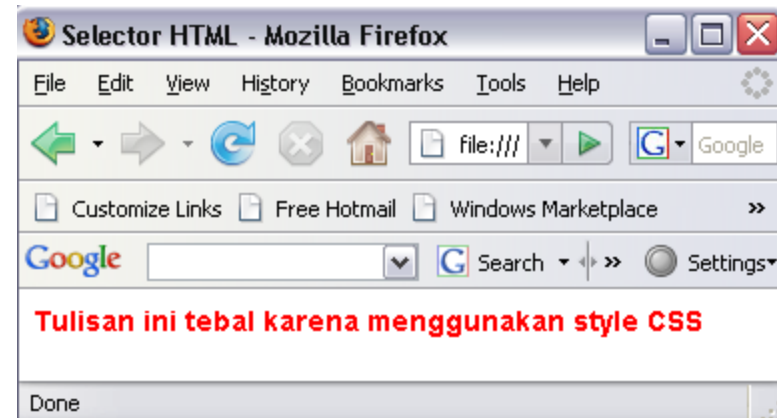 Selector HTML - Mozilla Firefox
File Edit View History Bookmarks Tools Help
file:/// G Google
Customize Links Free Hotmail Windows Marketplace »
Google G Search » Settings
Tulisan ini tebal karena menggunakan style CSS
Done